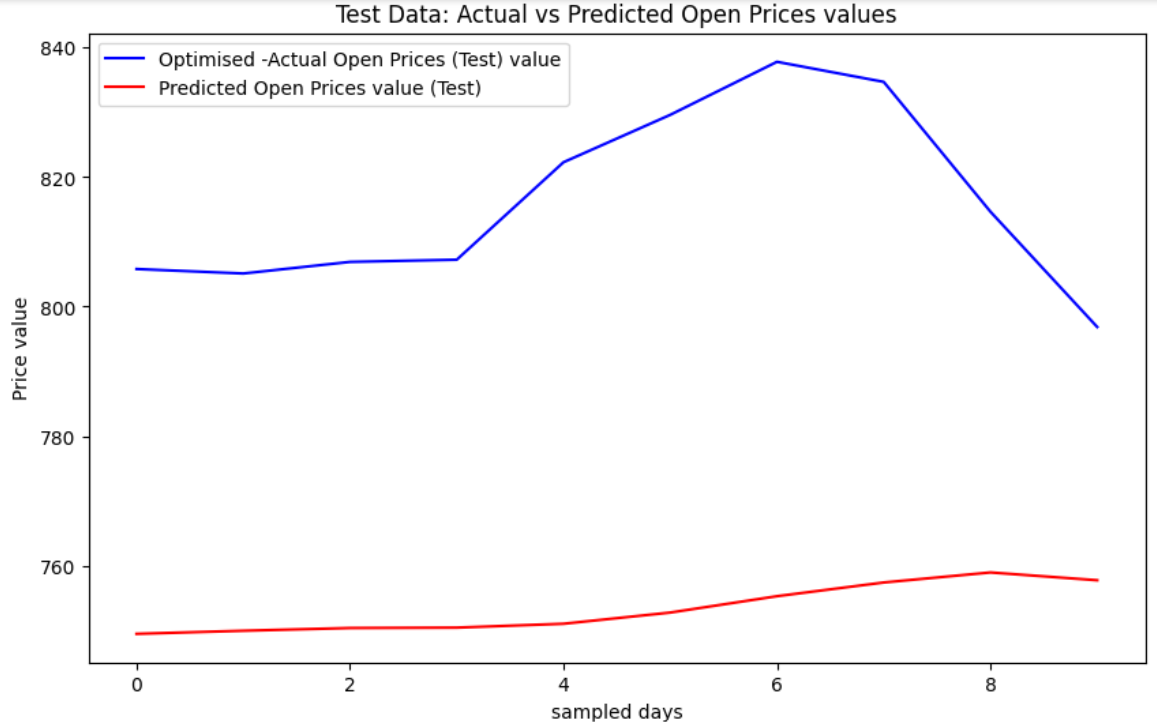 Test Data: Actual vs Predicted Open Prices values
Optimised -Actual Open Prices (Test) value
Predicted Open Prices value (Test)
840
820
800
780
760
Price value
0 2 4 6 8
sampled days